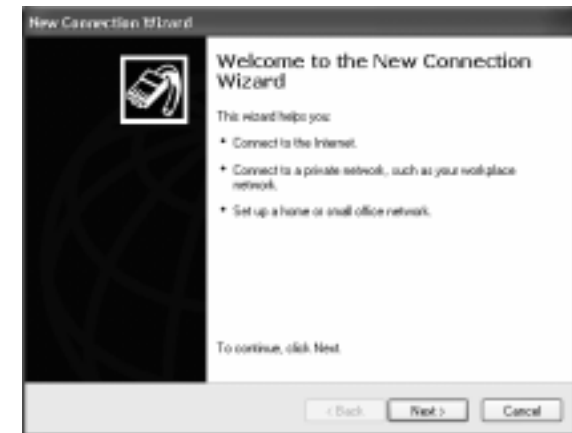 New Connection Wizard
Welcome to the New Connection
Wizard
This wizard helps you:
• Connect to the Internet.
• Connect to a private network, such as your workplace
network.
• Set up a home or small office network.
To continue, click Next.
< Back
Next >
Cancel